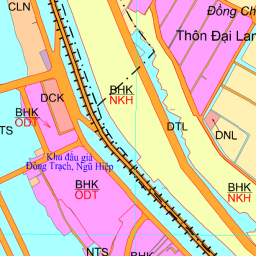 CLN
Đồng Ch
Thôn Đại Lan
DCK
BHK
NKH
BHK
ODT
TS
DTL
DNL
Khu đấu giá
Đông Trạch, Ngũ Hiệp
BHK
ODT
BHK
NKH
NTS
BHK